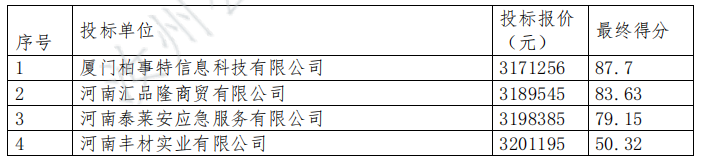 序号 投标单位 投标报价（元） 最终得分
1 厦门柏事特信息科技有限公司 3171256 87.7
2 河南汇品隆商贸有限公司 3189545 83.63
3 河南泰莱安应急服务有限公司 3198385 79.15
4 河南丰材实业有限公司 3201195 50.32